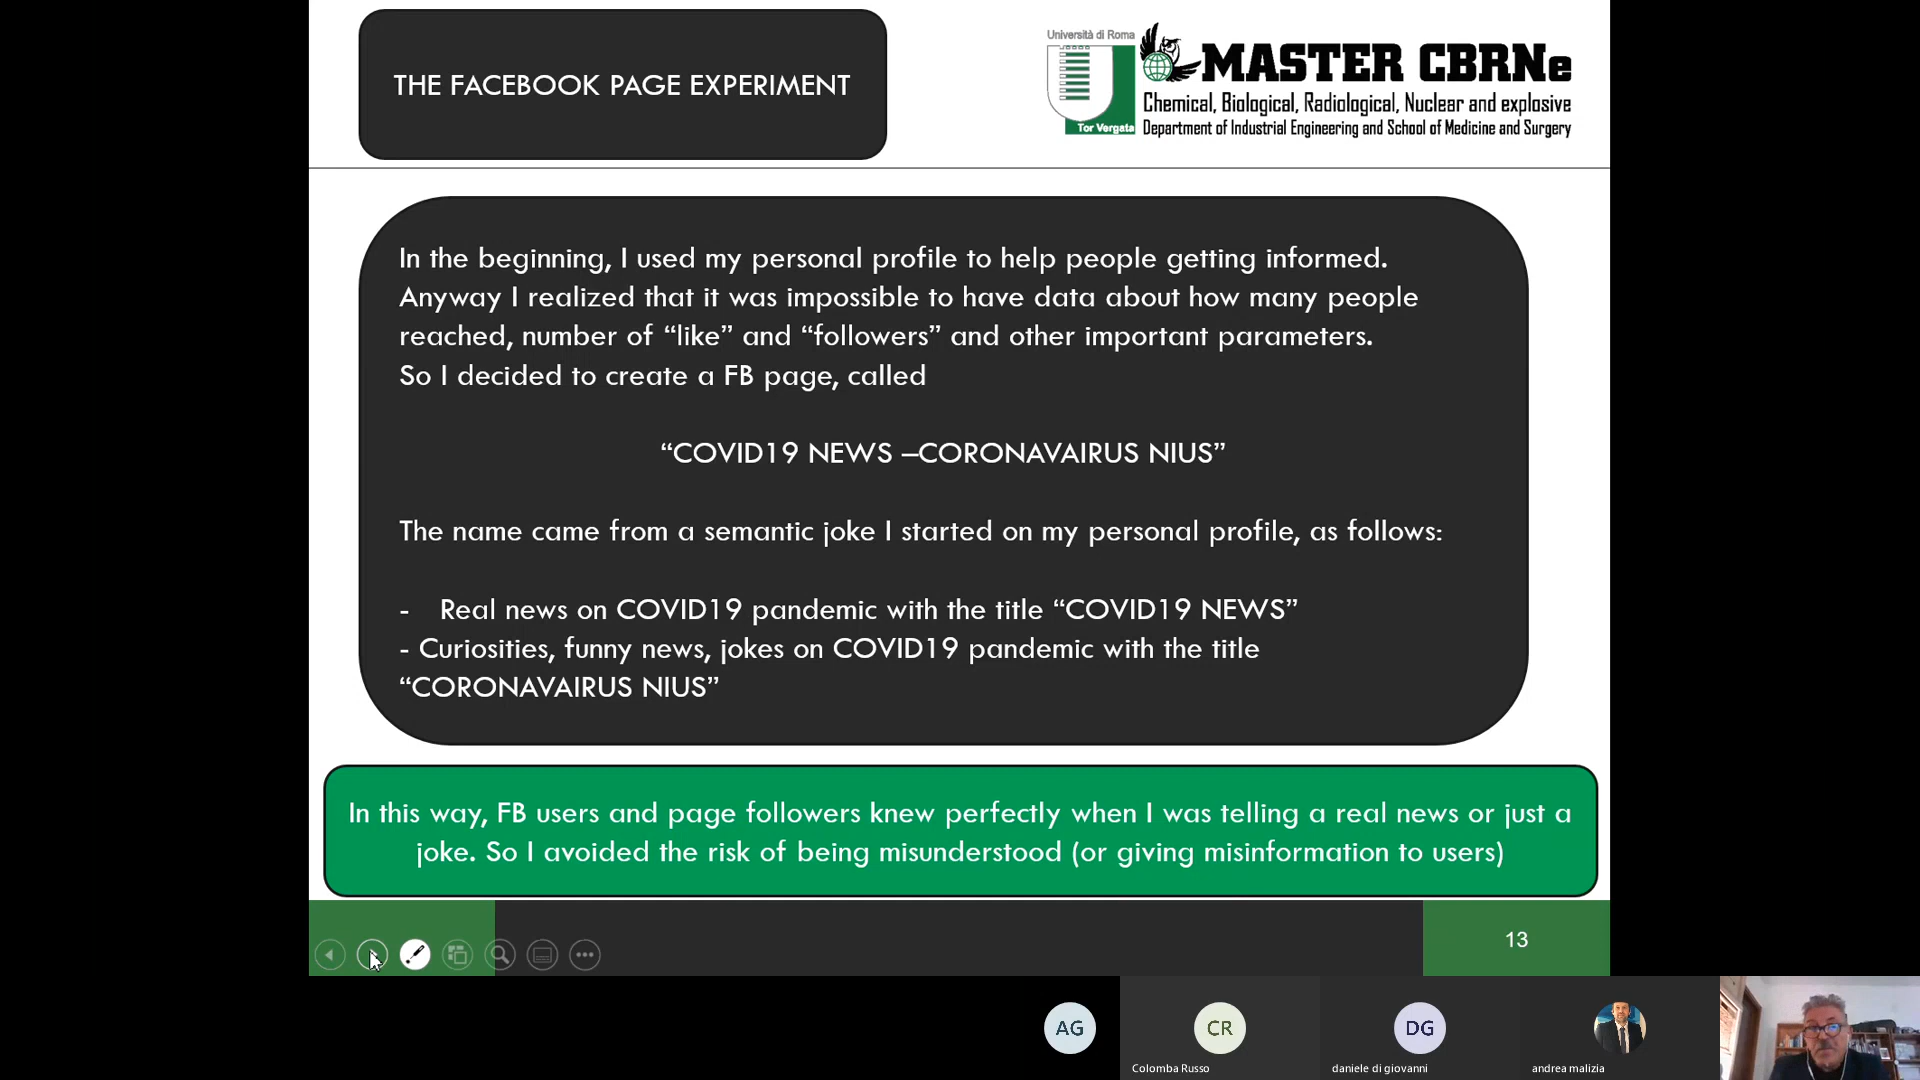 THE FACEBOOK PAGE EXPERIMENT
Università di Roma
Tor Vergata
MASTER CBRNe
Chemical, Biological, Radiological, Nuclear and explosive
Department of Industrial Engineering and School of Medicine and Surgery
In the beginning, I used my personal profile to help people getting informed.
Anyway I realized that it was impossible to have data about how many people
reached, number of “like” and “followers” and other important parameters.
So I decided to create a FB page, called
“COVID19 NEWS –CORONAVAIRUS NIUS”
The name came from a semantic joke I started on my personal profile, as follows:
- Real news on COVID19 pandemic with the title “COVID19 NEWS”
- Curiosities, funny news, jokes on COVID19 pandemic with the title
“CORONAVAIRUS NIUS”
In this way, FB users and page followers knew perfectly when I was telling a real news or just a
joke. So I avoided the risk of being misunderstood (or giving misinformation to users)
13
AG
CR
DG
Colomba Russo
daniele di giovanni
andrea malizia